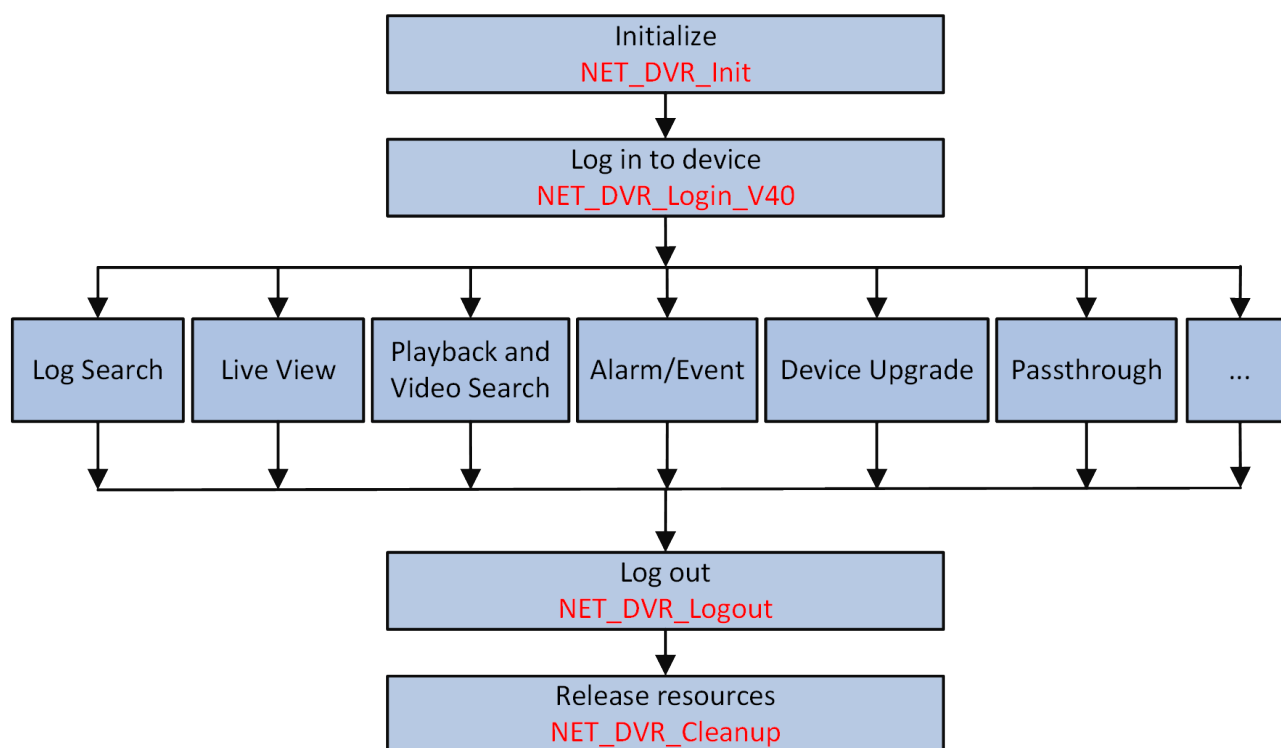 Initialize
NET_DVR_Init
Log in to device
NET_DVR_Login_V40
Log Search
Live View
Playback and
Video Search
Alarm/Event
Device Upgrade
Passthrough
...
Log out
NET_DVR_Logout
Release resources
NET_DVR_Cleanup